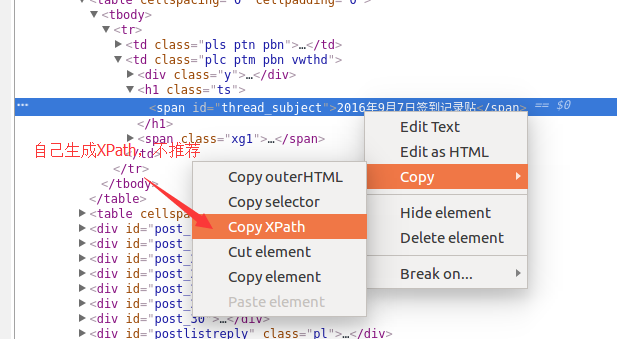 <table cellspacing="0" cellpadding="0">
▼<tbody>
▼<tr>
▶<td class="pls ptn pbn">…</td>
▼<td class="plc ptm pbn vwthd">
▶<div class="y">…</div>
▼<h1 class="ts">
… <span id="thread_subject">2016年9月7日签到记录贴</span> == $0
</h1>
▶<span class="xg1">…</span>
自己生成XPath，不推荐
</td>
</tr>
</tbody>
</table>
▶<table cellspa
▶<div id="post_
▶<div id="post_
▶<div id="post_
▶<div id="post_
▶<div id="post_
▶<div id="post_
▶<div id="post_30">…</div>
▶<div id="postlistreply" class="pl">…</div>
Edit Text
Edit as HTML
Copy
Hide element
Delete element
Break on...
Copy outerHTML
Copy selector
Copy XPath
Cut element
Copy element
Paste element